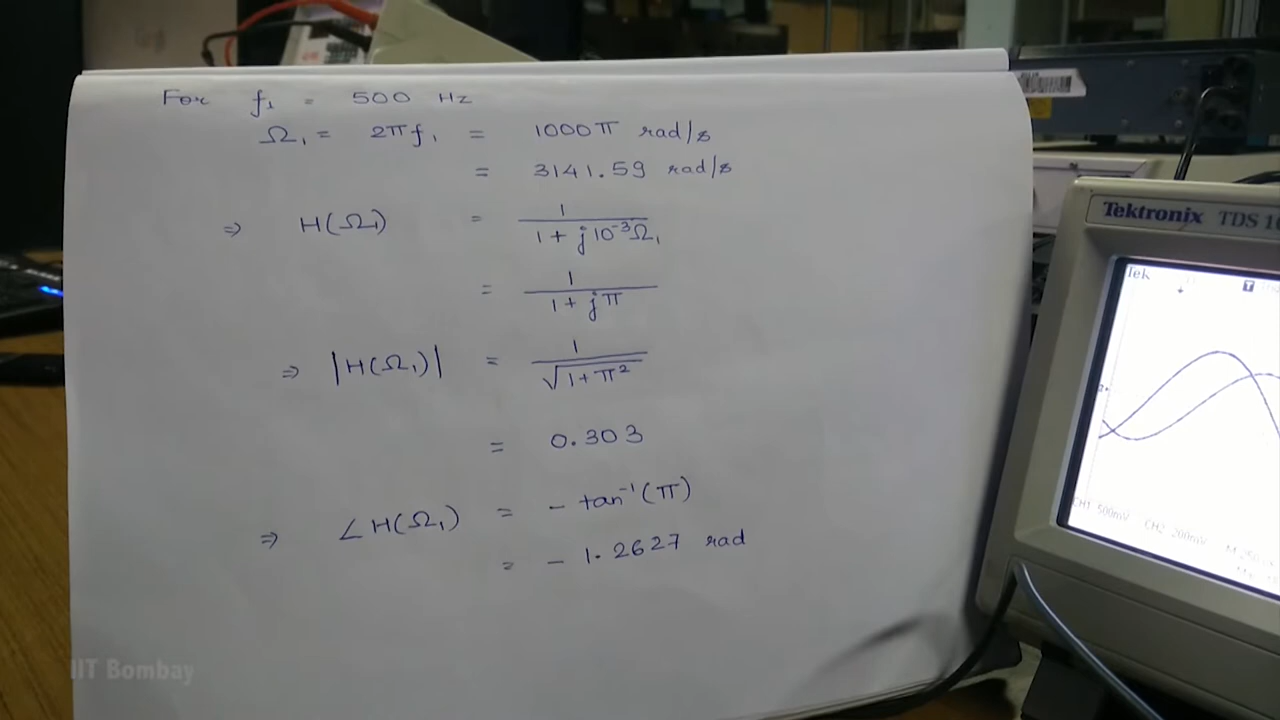 For f₁ = 500 Hz
Ω₁ = 2πf₁ = 1000π rad/s
= 3141.59 rad/s
⇒ H(Ω₁) = 1 / (1 + j10⁻³Ω₁)
= 1 / (1 + jπ)
⇒ |H(Ω₁)| = 1 / √(1+π²)
= 0.303
⇒ ∠H(Ω₁) = - tan⁻¹(π)
= - 1.2627 rad
Tektronix TDS
Tek
T
2
CH1 500mV CH2 200mV M 250
IIT Bombay